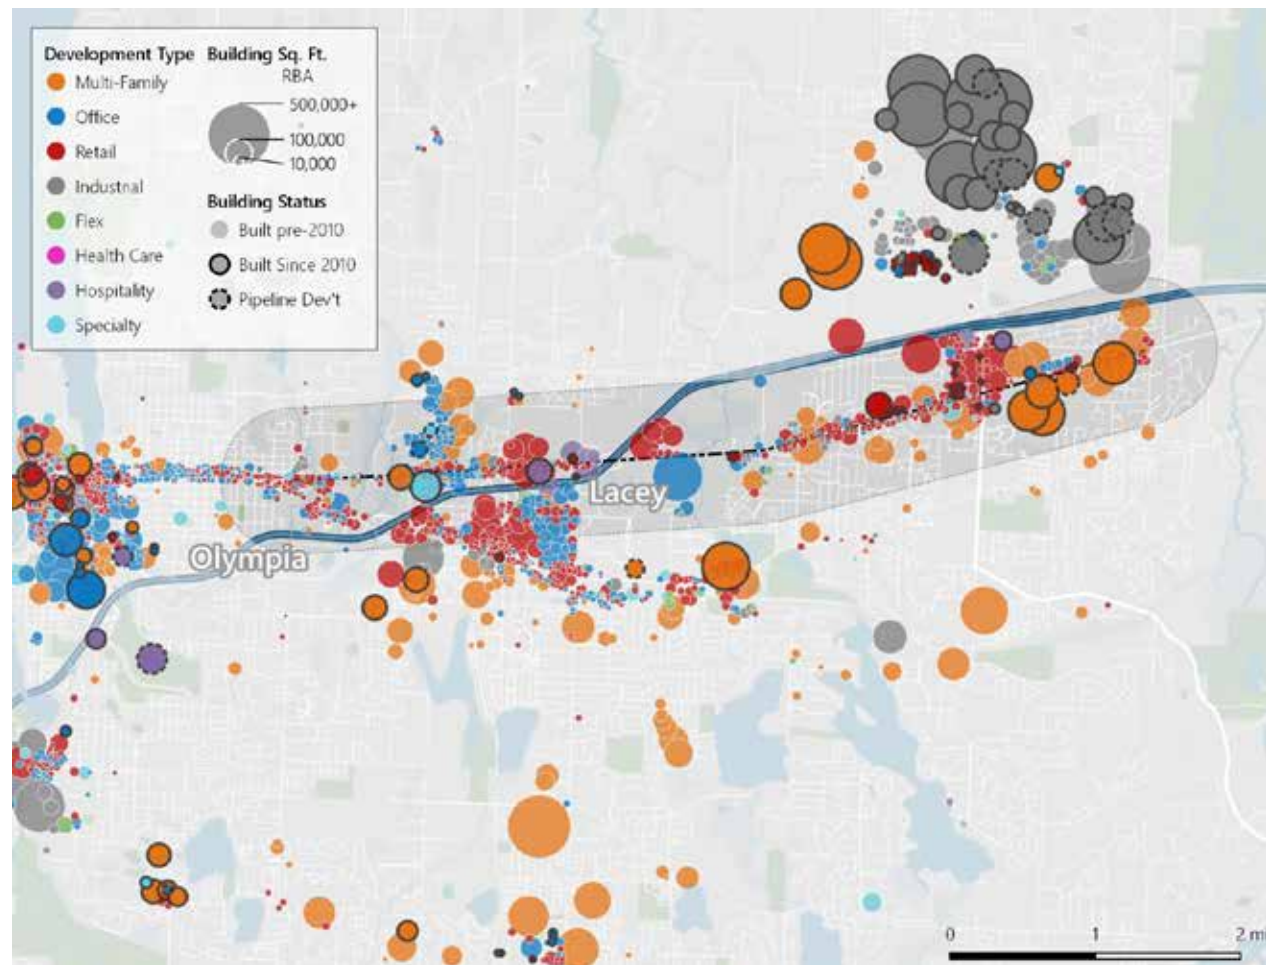 Development Type
Multi-Family
Office
Retail
Industrial
Flex
Health Care
Hospitality
Specialty
Building Sq. Ft.
RBA
500,000+
100,000
10,000
Building Status
Built pre-2010
Built Since 2010
Pipeline Dev't
Lacey
Olympia
0 1 2 mi